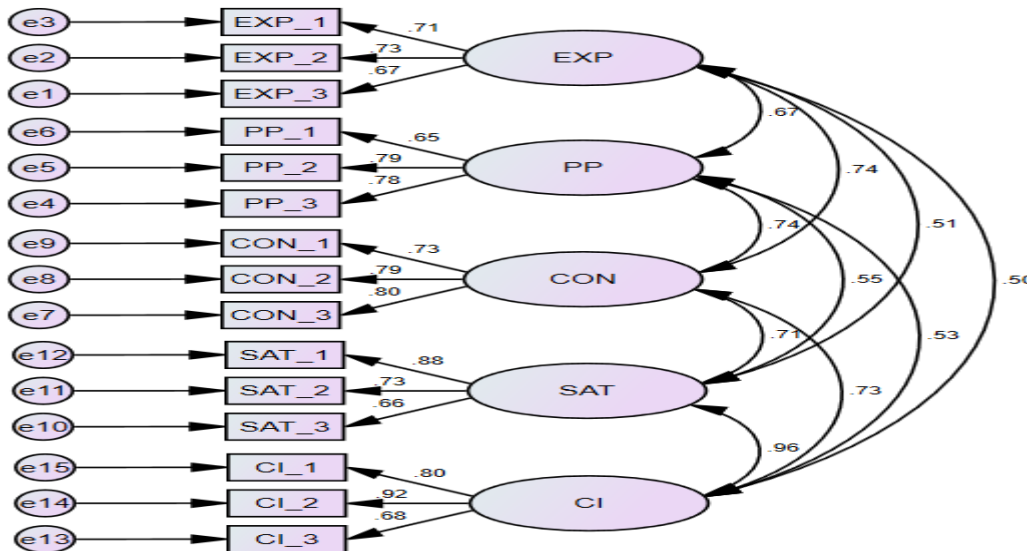 e3 EXP_1 .71
e2 EXP_2 .73 EXP
e1 EXP_3 .67
.67
e6 PP_1 .65
e5 PP_2 .79 PP .74
e4 PP_3 .78
.74 .51
e9 CON_1 .73
e8 CON_2 .79 CON .55 .50
e7 CON_3 .80
.71 .53
e12 SAT_1 .88
e11 SAT_2 .73 SAT .73
e10 SAT_3 .66
.96
e15 CI_1 .80
e14 CI_2 .92 CI
e13 CI_3 .68